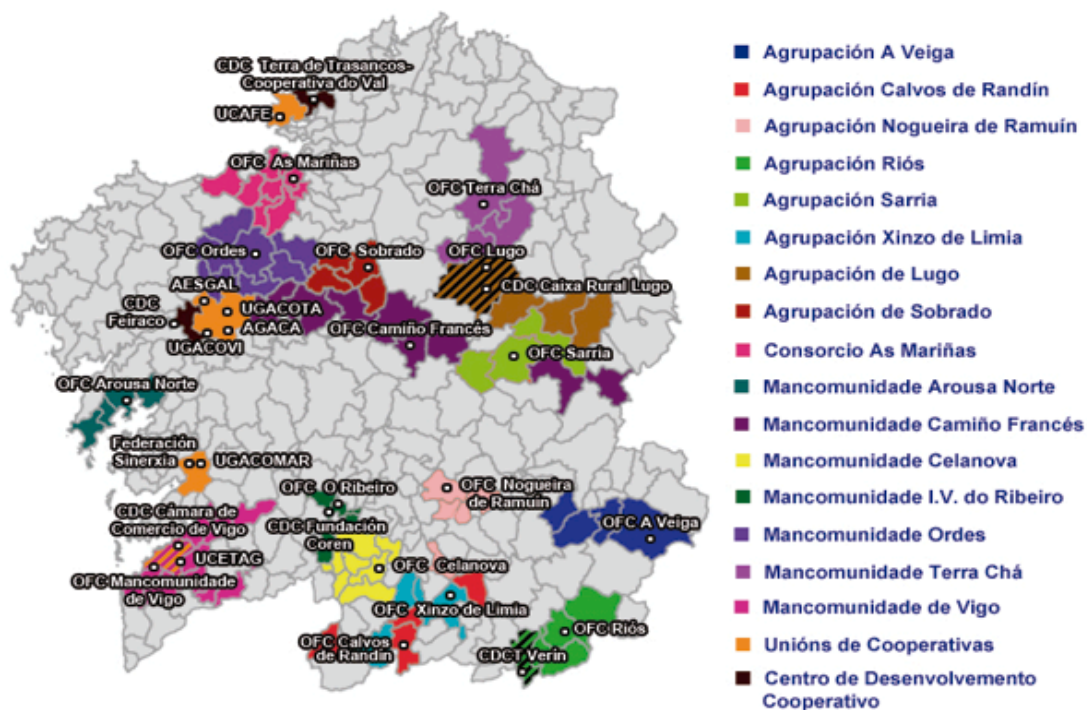 CDC Terra de Trasancos-
Cooperativa do Val
UCAFE
OFC As Mariñas
OFC Terra Chá
OFC Ordes
OFC Sobrado
OFC Lugo
AESGAL
CDC Caixa Rural Lugo
CDC
Feiraco
UGACOTA
AGACA
OFC Camiño Francés
UGACOVI
OFC Sarria
OFC Arousa Norte
Federación
Sinerxia
UGACOMAR
OFC O Ribeiro
OFC Nogueira
de Ramuín
CDC Cámara de
Comercio de Vigo
CDC Fundación
Coren
OFC A Veiga
UCETAG
OFC Celanova
OFC Mancomunidade
de Vigo
OFC Xinzo de Limia
OFC Riós
OFC Calvos
de Randín
CDCT Verín
Agrupación A Veiga
Agrupación Calvos de Randín
Agrupación Nogueira de Ramuín
Agrupación Riós
Agrupación Sarria
Agrupación Xinzo de Limia
Agrupación de Lugo
Agrupación de Sobrado
Consorcio As Mariñas
Mancomunidade Arousa Norte
Mancomunidade Camiño Francés
Mancomunidade Celanova
Mancomunidade I.V. do Ribeiro
Mancomunidade Ordes
Mancomunidade Terra Chá
Mancomunidade de Vigo
Unións de Cooperativas
Centro de Desenvolvemento
Cooperativo